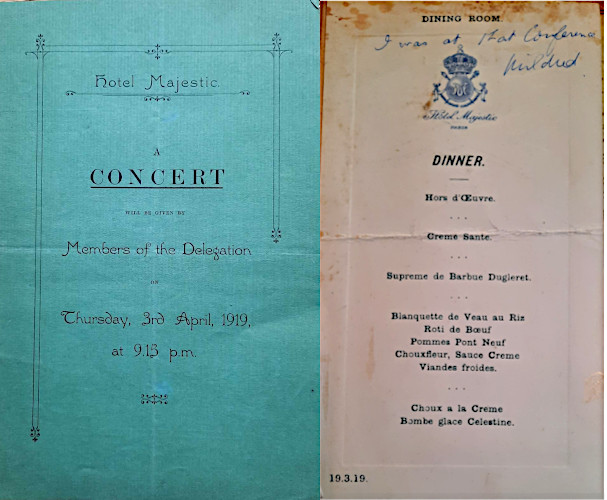 Hotel Majestic.
A
CONCERT
WILL BE GIVEN BY
Members of the Delegation
ON
Thursday, 3rd April, 1919,
at 9.15 p.m.
DINING ROOM.
I was at that Conference
Mildred
Hôtel Majestic
PARIS
DINNER.
Hors d'Œuvre.
...
Creme Sante.
...
Supreme de Barbue Dugleret.
...
Blanquette de Veau au Riz
Roti de Bœuf
Pommes Pont Neuf
Chouxfleur, Sauce Creme
Viandes froides.
...
Choux a la Creme
Bombe glace Celestine.
19.3.19.